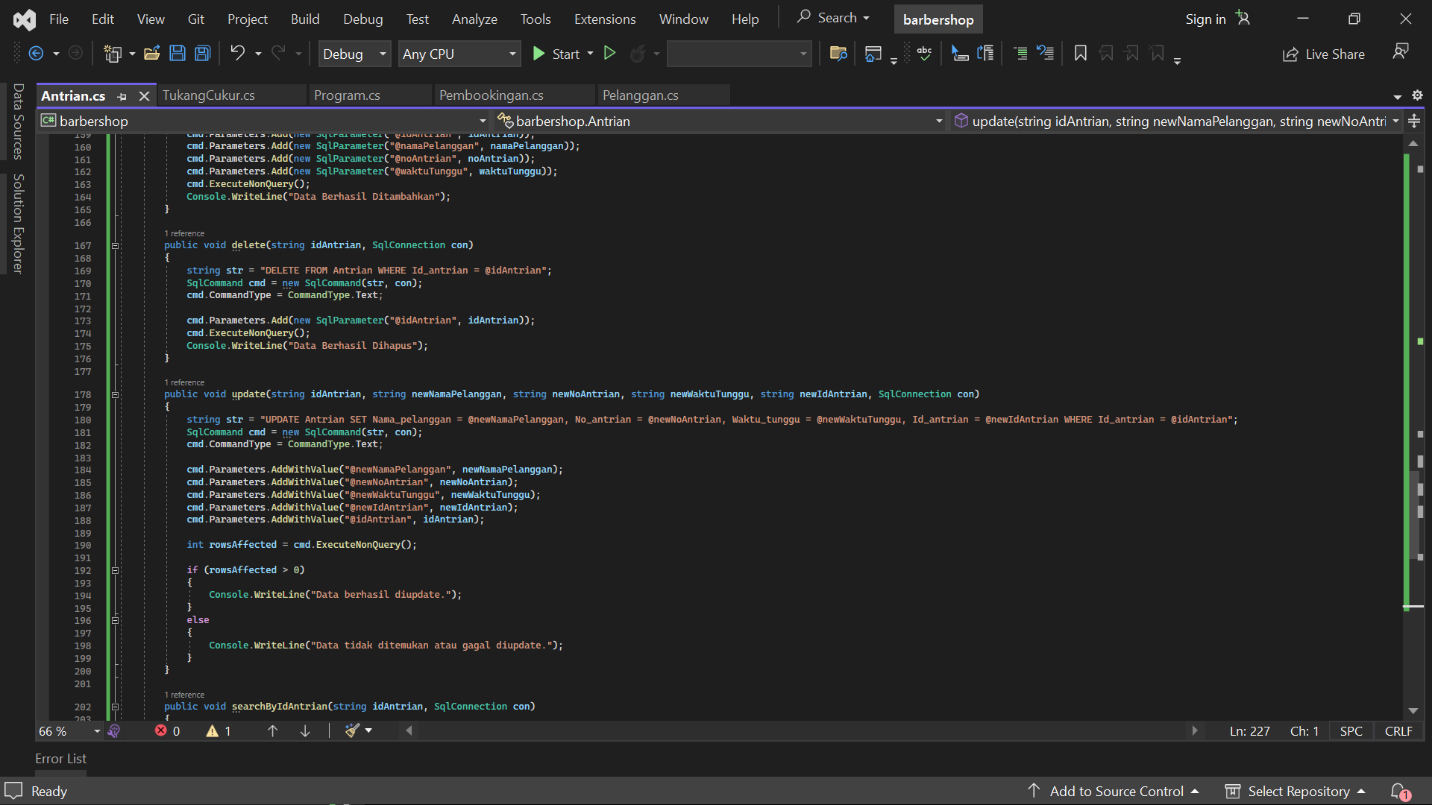 File Edit View Git Project Build Debug Test Analyze Tools Extensions Window Help Search barbershop Sign in
Debug Any CPU Start Live Share
Data Sources
Solution Explorer
Antrian.cs TukangCukur.cs Program.cs Pembookingan.cs Pelanggan.cs
barbershop barbershop.Antrian update(string idAntrian, string newNamaPelanggan, string newNoAntri
159 cmd.Parameters.Add(new SqlParameter("@idAntrian", idAntrian));
160 cmd.Parameters.Add(new SqlParameter("@namaPelanggan", namaPelanggan));
161 cmd.Parameters.Add(new SqlParameter("@noAntrian", noAntrian));
162 cmd.Parameters.Add(new SqlParameter("@waktuTunggu", waktuTunggu));
163 cmd.ExecuteNonQuery();
164 Console.WriteLine("Data Berhasil Ditambahkan");
165 }
166
1 reference
167 public void delete(string idAntrian, SqlConnection con)
168 {
169 string str = "DELETE FROM Antrian WHERE Id_antrian = @idAntrian";
170 SqlCommand cmd = new SqlCommand(str, con);
171 cmd.CommandType = CommandType.Text;
172
173 cmd.Parameters.Add(new SqlParameter("@idAntrian", idAntrian));
174 cmd.ExecuteNonQuery();
175 Console.WriteLine("Data Berhasil Dihapus");
176 }
177
1 reference
178 public void update(string idAntrian, string newNamaPelanggan, string newNoAntrian, string newWaktuTunggu, string newIdAntrian, SqlConnection con)
179 {
180 string str = "UPDATE Antrian SET Nama_pelanggan = @newNamaPelanggan, No_antrian = @newNoAntrian, Waktu_tunggu = @newWaktuTunggu, Id_antrian = @newIdAntrian WHERE Id_antrian = @idAntrian";
181 SqlCommand cmd = new SqlCommand(str, con);
182 cmd.CommandType = CommandType.Text;
183
184 cmd.Parameters.AddWithValue("@newNamaPelanggan", newNamaPelanggan);
185 cmd.Parameters.AddWithValue("@newNoAntrian", newNoAntrian);
186 cmd.Parameters.AddWithValue("@newWaktuTunggu", newWaktuTunggu);
187 cmd.Parameters.AddWithValue("@newIdAntrian", newIdAntrian);
188 cmd.Parameters.AddWithValue("@idAntrian", idAntrian);
189
190 int rowsAffected = cmd.ExecuteNonQuery();
191
192 if (rowsAffected > 0)
193 {
194 Console.WriteLine("Data berhasil diupdate.");
195 }
196 else
197 {
198 Console.WriteLine("Data tidak ditemukan atau gagal diupdate.");
199 }
200 }
201
1 reference
202 public void searchByIdAntrian(string idAntrian, SqlConnection con)
203 {
66 % 0 1 Ln: 227 Ch: 1 SPC CRLF
Error List
Ready Add to Source Control Select Repository 1